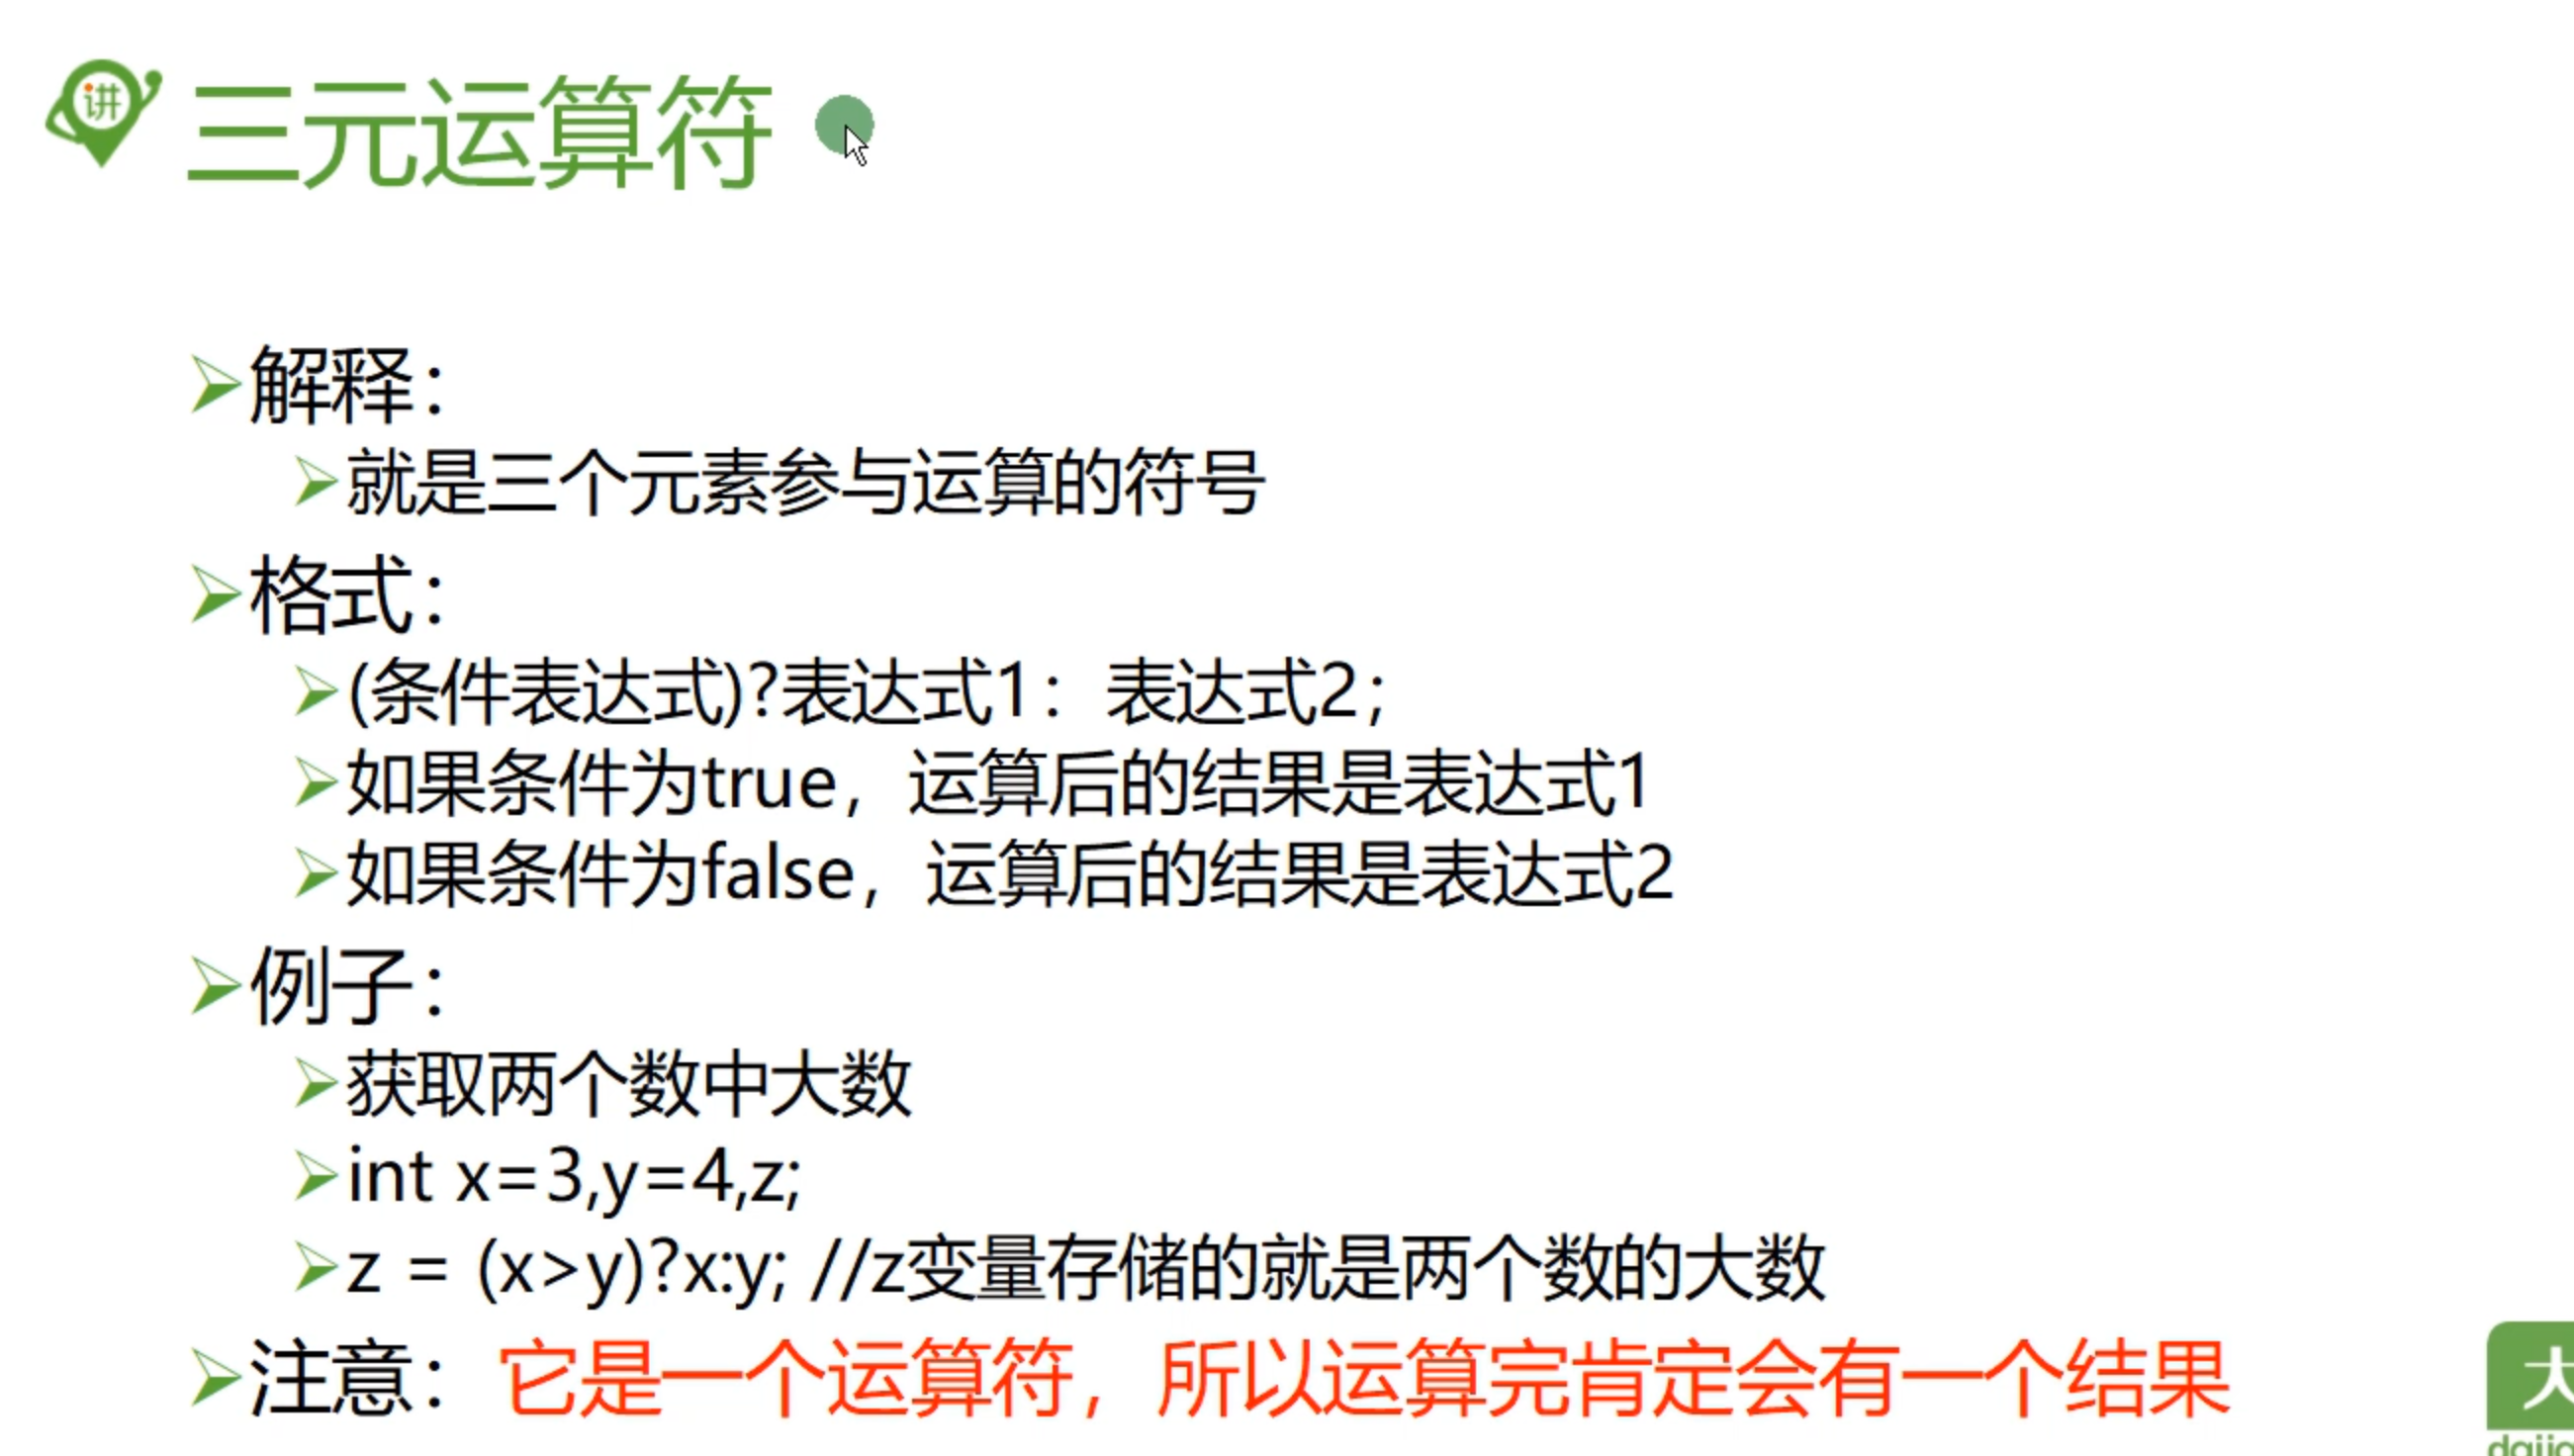 讲
三元运算符
解释：
就是三个元素参与运算的符号
格式：
(条件表达式)?表达式1：表达式2；
如果条件为true，运算后的结果是表达式1
如果条件为false，运算后的结果是表达式2
例子：
获取两个数中大数
int x=3,y=4,z;
z = (x>y)?x:y; //z变量存储的就是两个数的大数
注意：它是一个运算符，所以运算完肯定会有一个结果